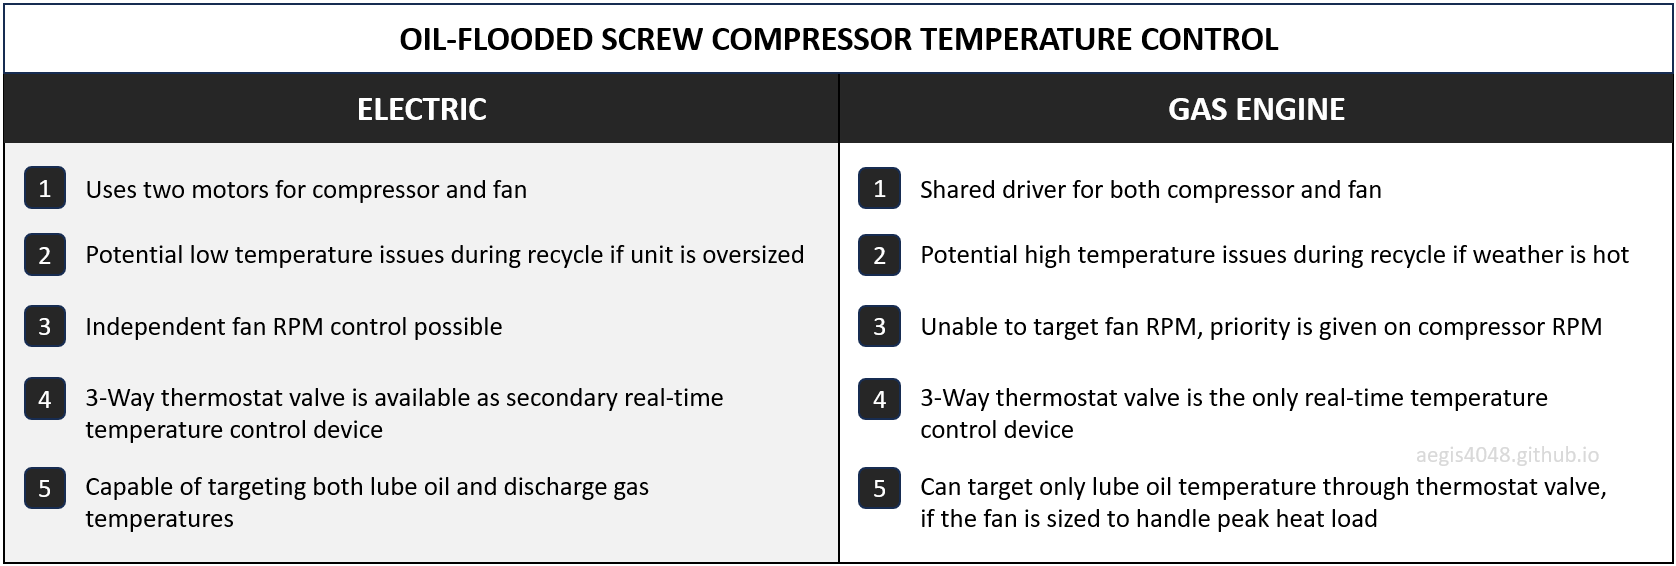 OIL-FLOODED SCREW COMPRESSOR TEMPERATURE CONTROL
ELECTRIC
1 Uses two motors for compressor and fan
2 Potential low temperature issues during recycle if unit is oversized
3 Independent fan RPM control possible
4 3-Way thermostat valve is available as secondary real-time
temperature control device
5 Capable of targeting both lube oil and discharge gas
temperatures
GAS ENGINE
1 Shared driver for both compressor and fan
2 Potential high temperature issues during recycle if weather is hot
3 Unable to target fan RPM, priority is given on compressor RPM
4 3-Way thermostat valve is the only real-time temperature
control device
aegis4048.github.io
5 Can target only lube oil temperature through thermostat valve,
if the fan is sized to handle peak heat load